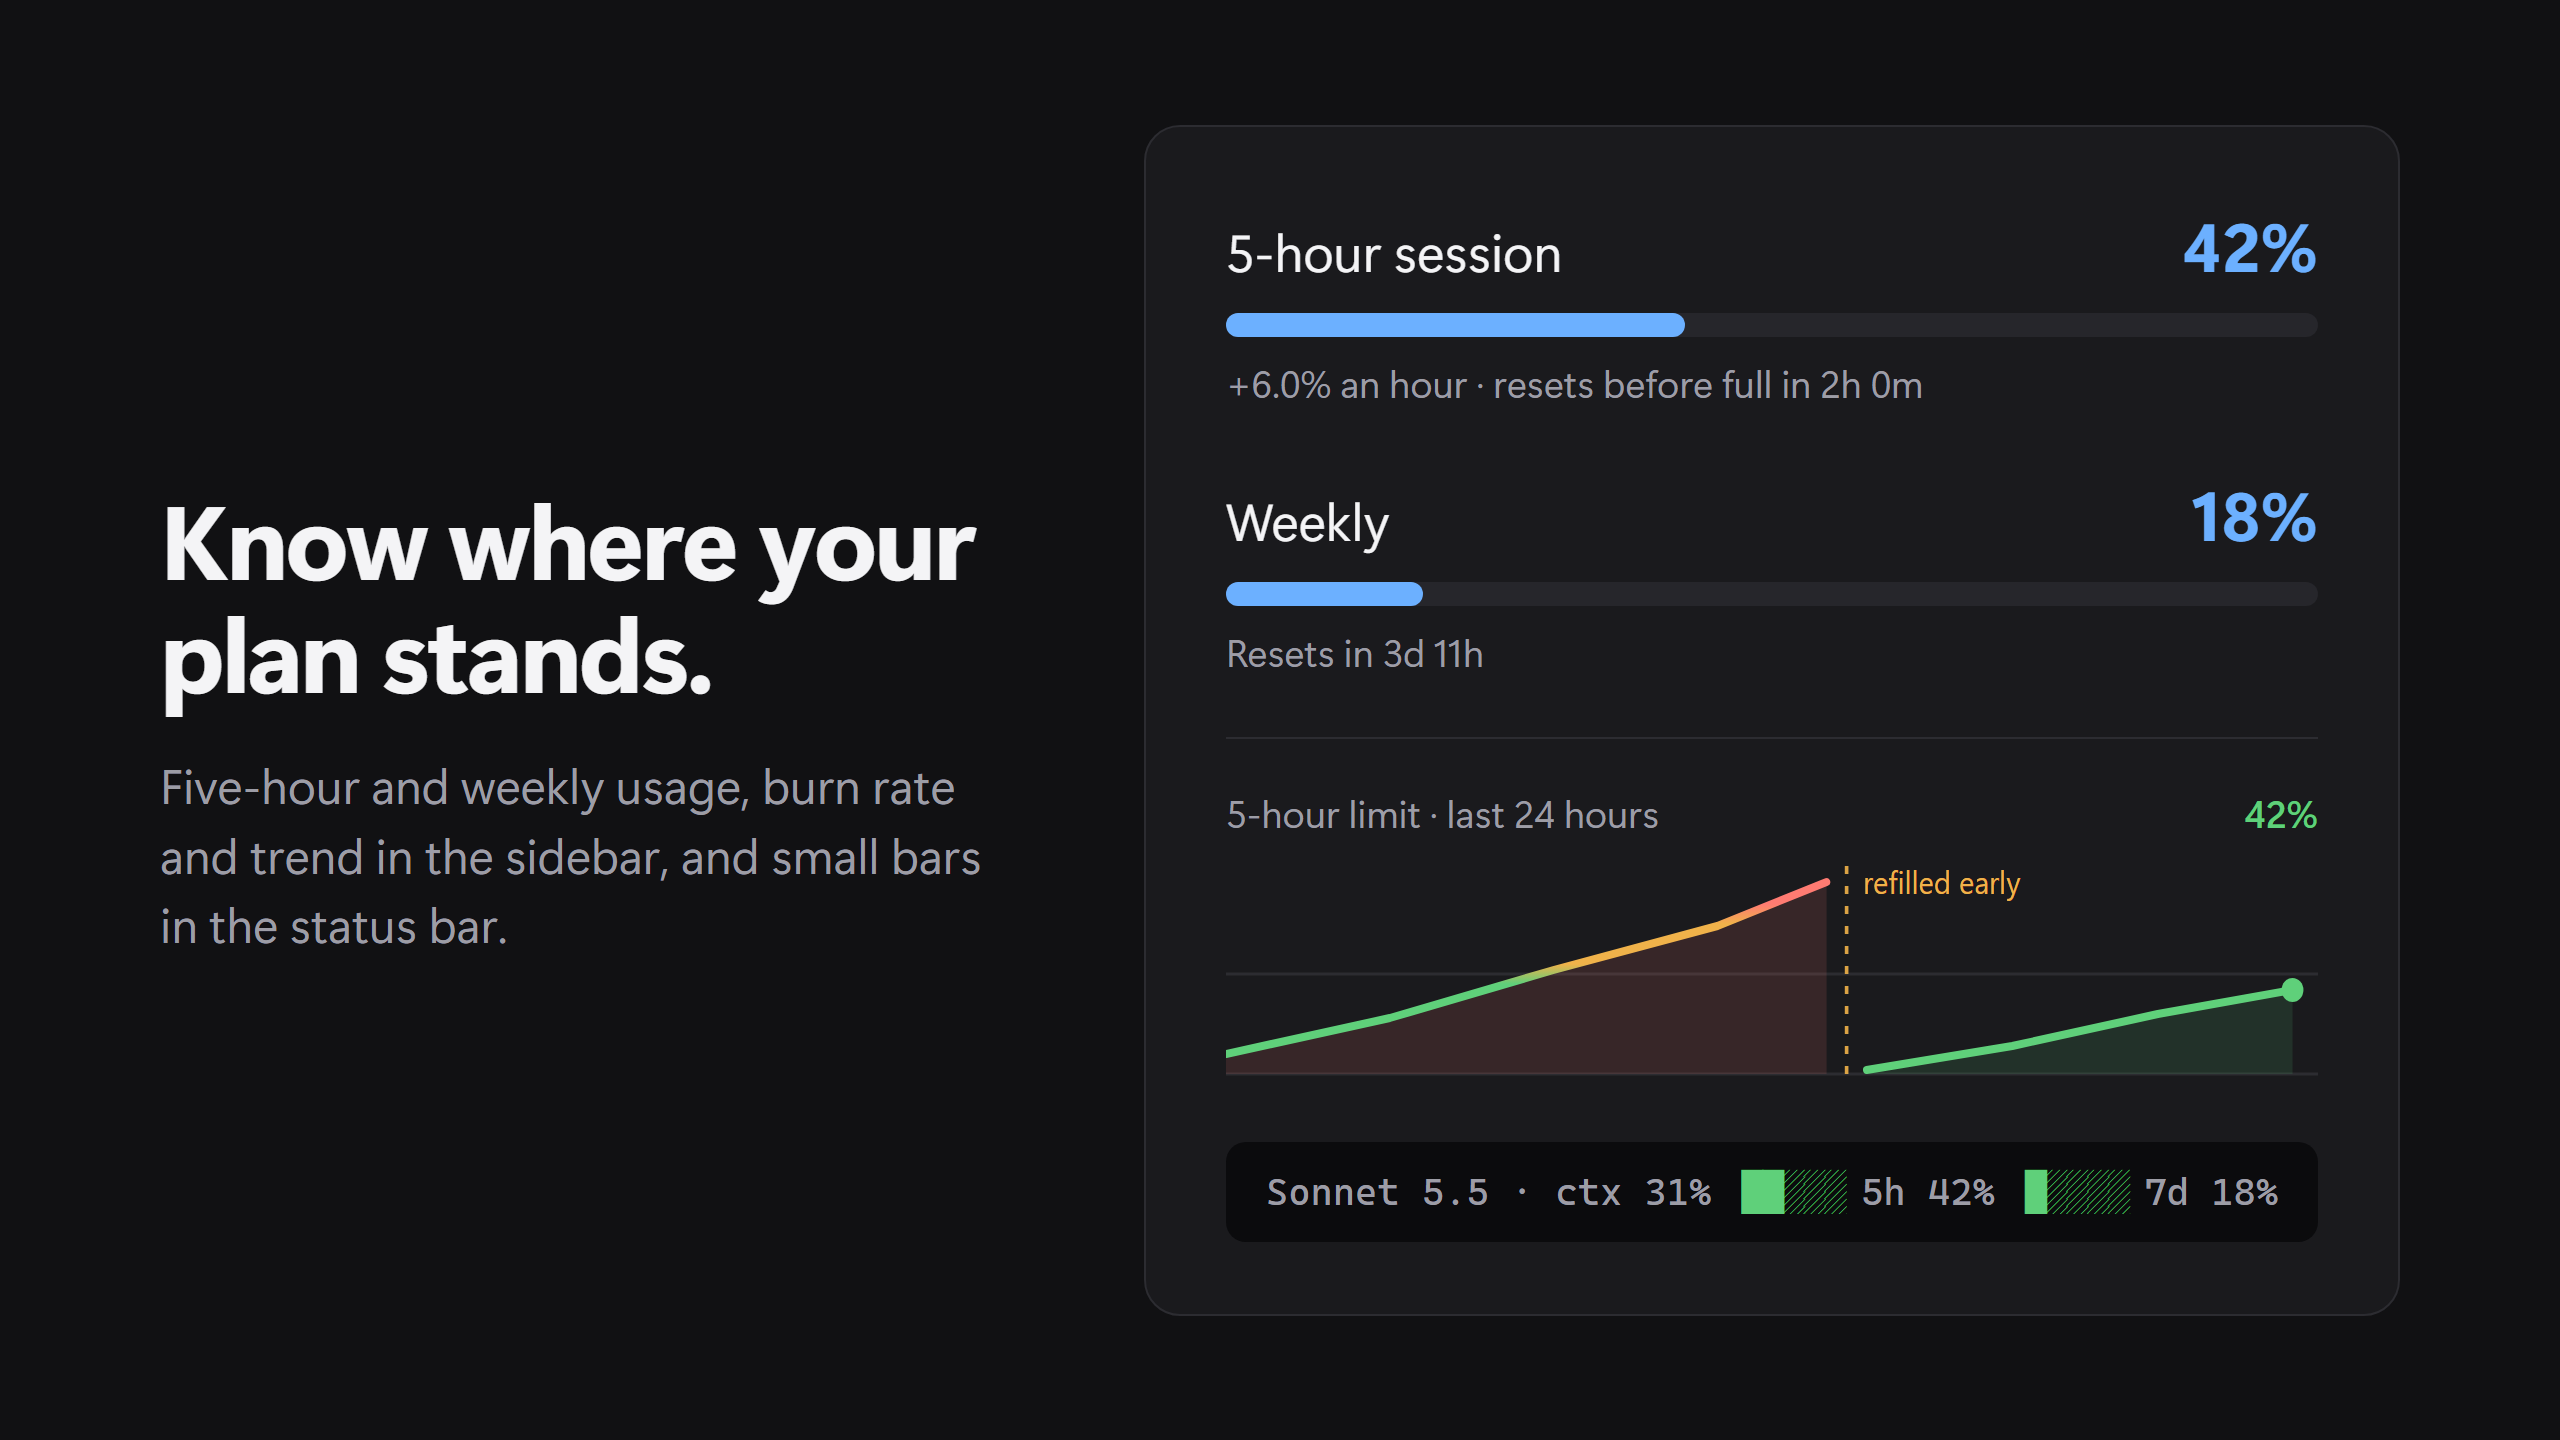 Know where your
plan stands.
Five-hour and weekly usage, burn rate
and trend in the sidebar, and small bars
in the status bar.
5-hour session
42%
+6.0% an hour · resets before full in 2h 0m
Weekly
18%
Resets in 3d 11h
5-hour limit · last 24 hours
42%
refilled early
Sonnet 5.5 · ctx 31% 5h 42% 7d 18%